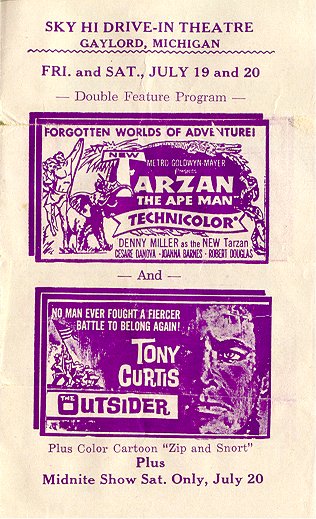 SKY HI DRIVE-IN THEATRE
GAYLORD, MICHIGAN
FRI. and SAT., JULY 19 and 20
— Double Feature Program —
FORGOTTEN WORLDS OF ADVENTURE!
NEW
METRO GOLDWYN-MAYER
Presents
TARZAN
THE APE MAN
TECHNICOLOR
DENNY MILLER as the NEW Tarzan
CESARE DANOVA · JOANNA BARNES · ROBERT DOUGLAS
— And —
NO MAN EVER FOUGHT A FIERCER
BATTLE TO BELONG AGAIN!
TONY
CURTIS
THE
OUTSIDER
Plus Color Cartoon "Zip and Snort"
Plus
Midnite Show Sat. Only, July 20